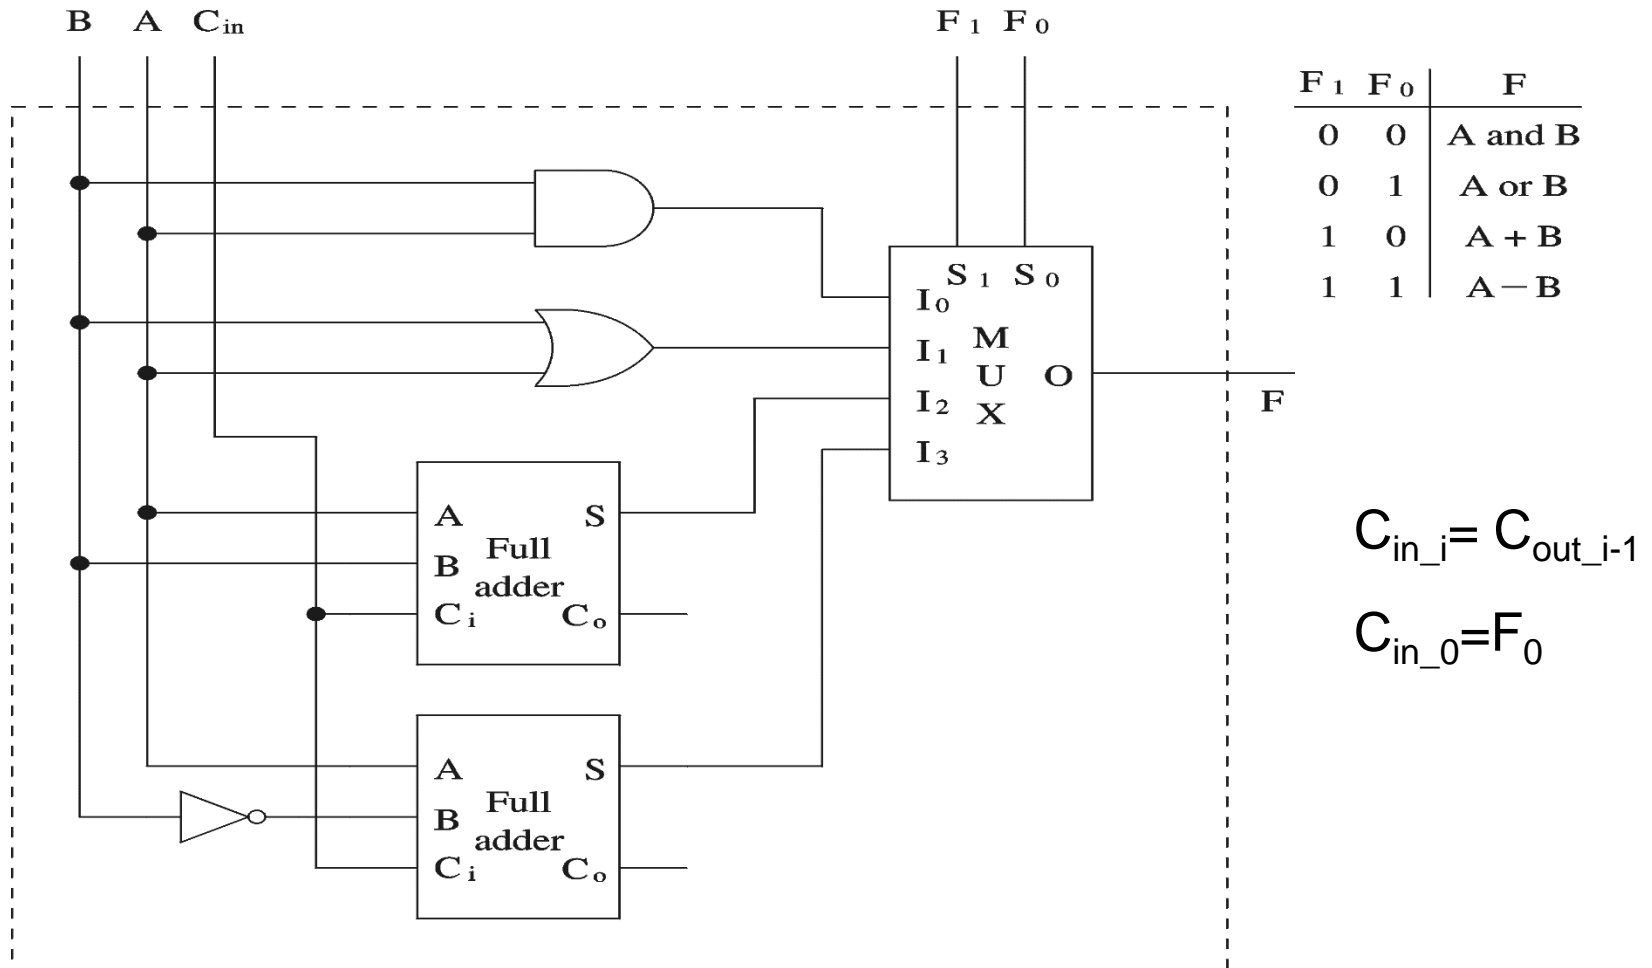 B A Cin F1 F0
F1 F0 F
0 0 A and B
0 1 A or B
1 0 A + B
1 1 A − B
S1 S0
I0
I1
I2
I3
M
U
X
O
F
A S
B
Full
adder
Ci Co
A S
B
Full
adder
Ci Co
Cin_i= Cout_i-1
Cin_0=F0